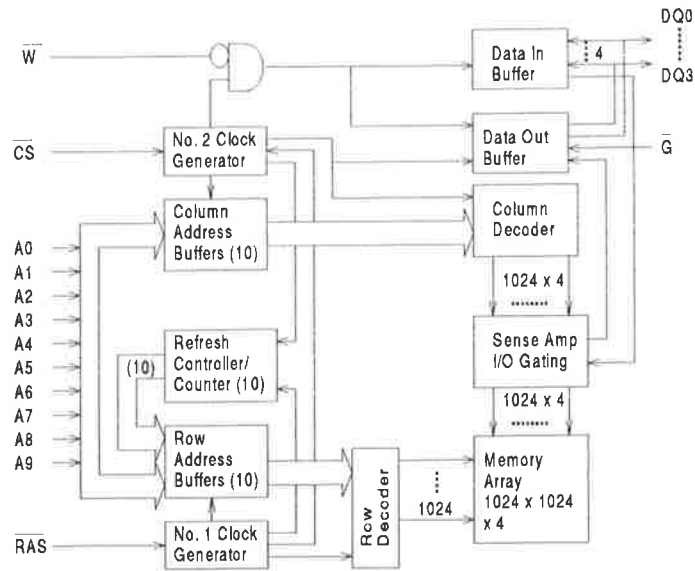 DQ0
W
Data In
Buffer
4
DQ3
No. 2 Clock
Generator
CS
Data Out
Buffer
G
Column
Address
Buffers (10)
Column
Decoder
A0
A1
A2
A3
A4
A5
A6
A7
A8
A9
1024 x 4
Refresh
Controller/
Counter (10)
(10)
Sense Amp
I/O Gating
1024 x 4
Row
Address
Buffers (10)
Row Decoder
1024
Memory
Array
1024 x 1024
x 4
RAS
No. 1 Clock
Generator